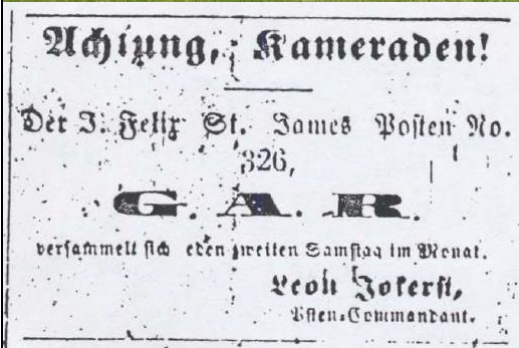 Achtung, Kameraden!
Der J. Felix St. James Posten No.
326,
G. A. R.
versammelt sich eden zweiten Samstag im Monat.
Leon Jokerst,
Psten-Commandant.